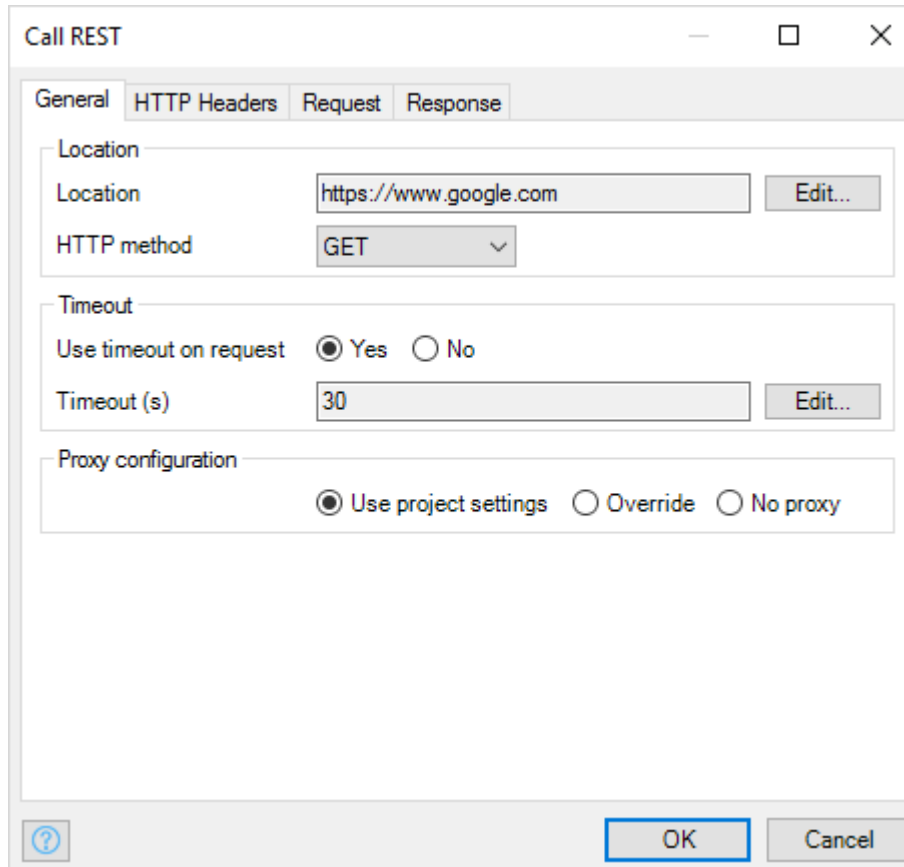 Call REST
General HTTP Headers Request Response
Location
Location https://www.google.com Edit...
HTTP method GET
Timeout
Use timeout on request Yes No
Timeout (s) 30 Edit...
Proxy configuration
Use project settings Override No proxy
? OK Cancel